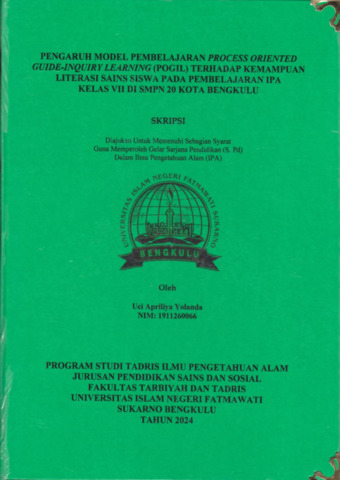 PENGARUH MODEL PEMBELAJARAN PROCESS ORIENTED
GUIDE-INQUIRY LEARNING (POGIL) TERHADAP KEMAMPUAN
LITERASI SAINS SISWA PADA PEMBELAJARAN IPA
KELAS VII DI SMPN 20 KOTA BENGKULU
SKRIPSI
Diajukan Untuk Memenuhi Sebagian Syarat
Guna Memperoleh Gelar Sarjana Pendidikan (S. Pd)
Dalam Ilmu Pengetahuan Alam (IPA)
UNIVERSITAS ISLAM NEGERI FATMAWATI SUKARNO
BENGKULU
Oleh
Uci Apriliya Yolanda
NIM: 1911260066
PROGRAM STUDI TADRIS ILMU PENGETAHUAN ALAM
JURUSAN PENDIDIKAN SAINS DAN SOSIAL
FAKULTAS TARBIYAH DAN TADRIS
UNIVERSITAS ISLAM NEGERI FATMAWATI
SUKARNO BENGKULU
TAHUN 2024